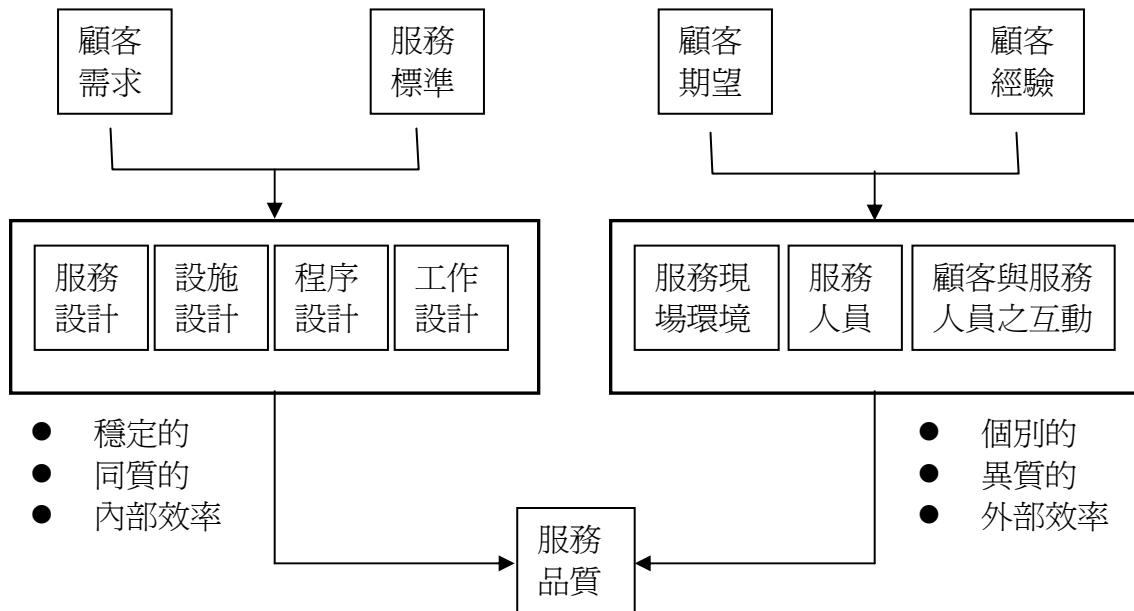 顧客
需求
服務
標準
顧客
期望
顧客
經驗
服務
設計
設施
設計
程序
設計
工作
設計
服務現
場環境
服務
人員
顧客與服務
人員之互動
● 穩定的
● 同質的
● 內部效率
● 個別的
● 異質的
● 外部效率
服務
品質